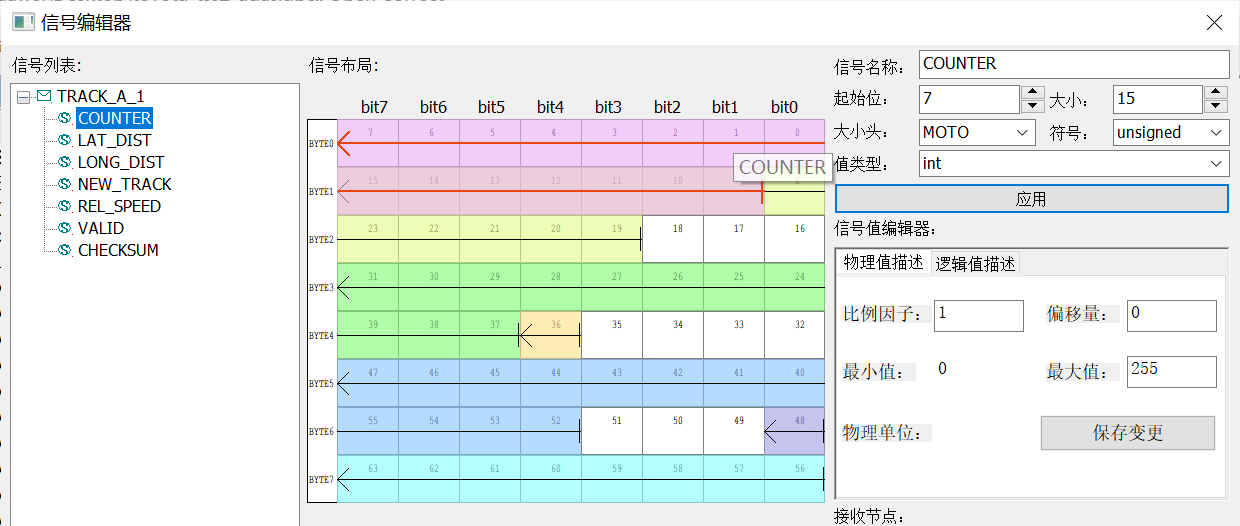 信号编辑器
信号列表:
TRACK_A_1
COUNTER
LAT_DIST
LONG_DIST
NEW_TRACK
REL_SPEED
VALID
CHECKSUM
信号布局:
bit7 bit6 bit5 bit4 bit3 bit2 bit1 bit0
BYTE0 7 6 5 4 3 2 1 0
BYTE1 15 14 13 12 11 10
COUNTER
BYTE2 23 22 21 20 19 18 17 16
BYTE3 31 30 29 28 27 26 25 24
BYTE4 39 38 37 36 35 34 33 32
BYTE5 47 46 45 44 43 42 41 40
BYTE6 55 54 53 52 51 50 49 48
BYTE7 63 62 61 60 59 58 57 56
信号名称: COUNTER
起始位: 7 大小: 15
大小头: MOTO 符号: unsigned
值类型: int
应用
信号值编辑器:
物理值描述 逻辑值描述
比例因子: 1 偏移量: 0
最小值: 0 最大值: 255
物理单位: 保存变更
接收节点: